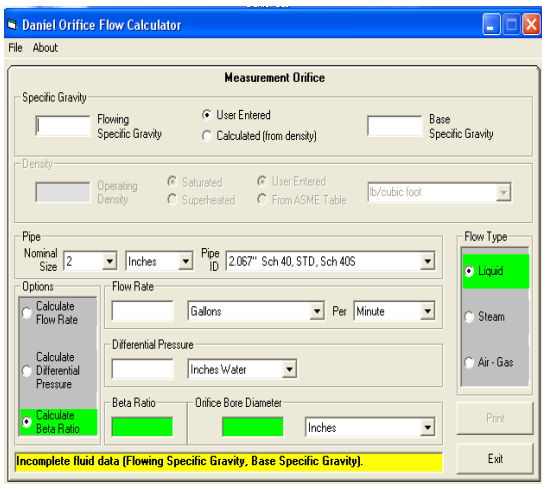 Daniel Orifice Flow Calculator
File About
Measurement Orifice
Specific Gravity
Flowing
Specific Gravity
User Entered
Calculated (from density)
Base
Specific Gravity
Density
Operating
Density
Saturated
Superheated
User Entered
From ASME Table
lb/cubic foot
Pipe
Nominal
Size
2
Inches
Pipe
ID
2.067" Sch 40, STD, Sch 40S
Flow Type
Liquid
Steam
Air - Gas
Options
Calculate
Flow Rate
Calculate
Differential
Pressure
Calculate
Beta Ratio
Flow Rate
Gallons
Per
Minute
Differential Pressure
Inches Water
Beta Ratio
Orifice Bore Diameter
Inches
Print
Exit
Incomplete fluid data (Flowing Specific Gravity, Base Specific Gravity).